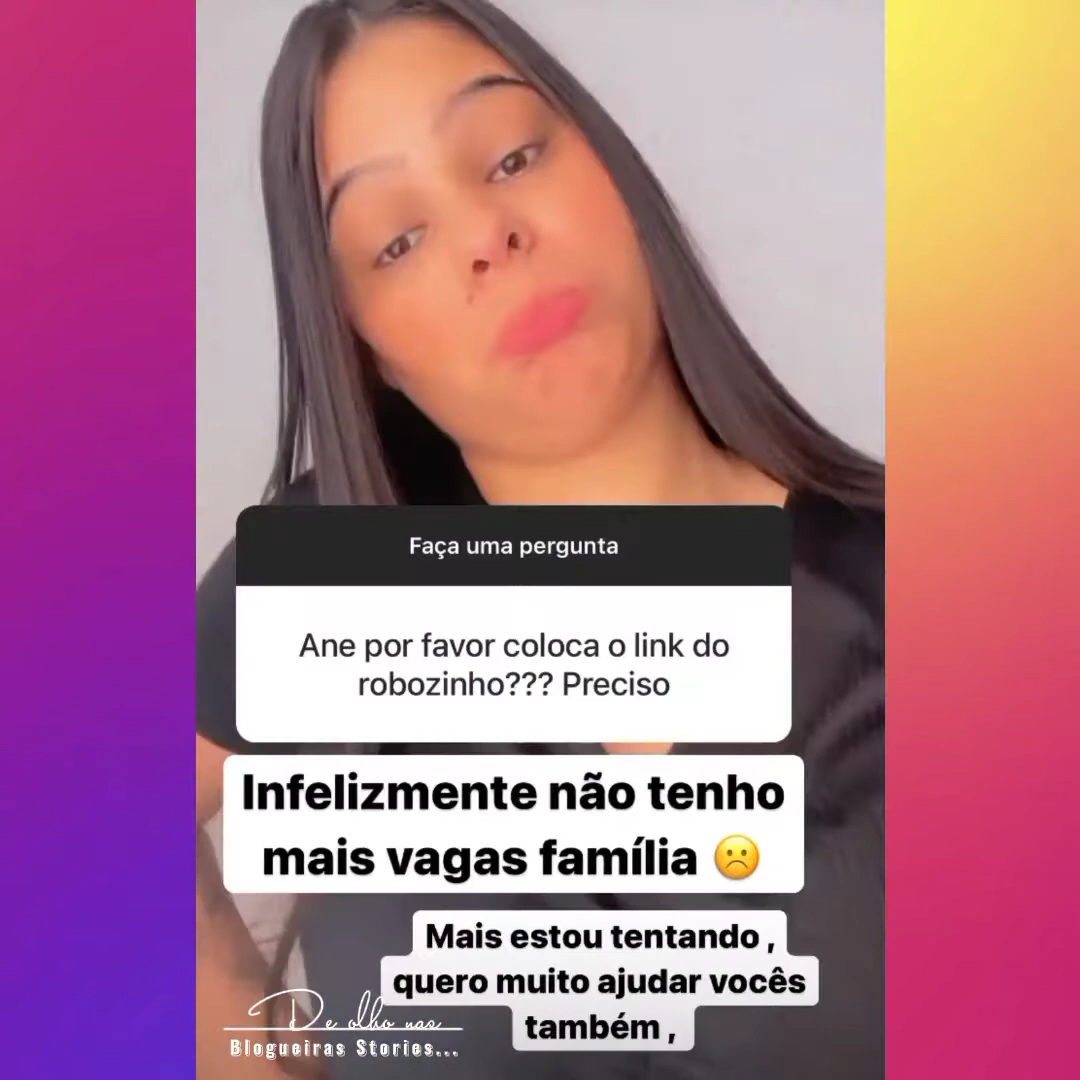 Faça uma pergunta
Ane por favor coloca o link do
robozinho??? Preciso
Infelizmente não tenho
mais vagas família ☹️
Mais estou tentando ,
quero muito ajudar vocês
também ,
De olho nas
Blogueiras Stories...